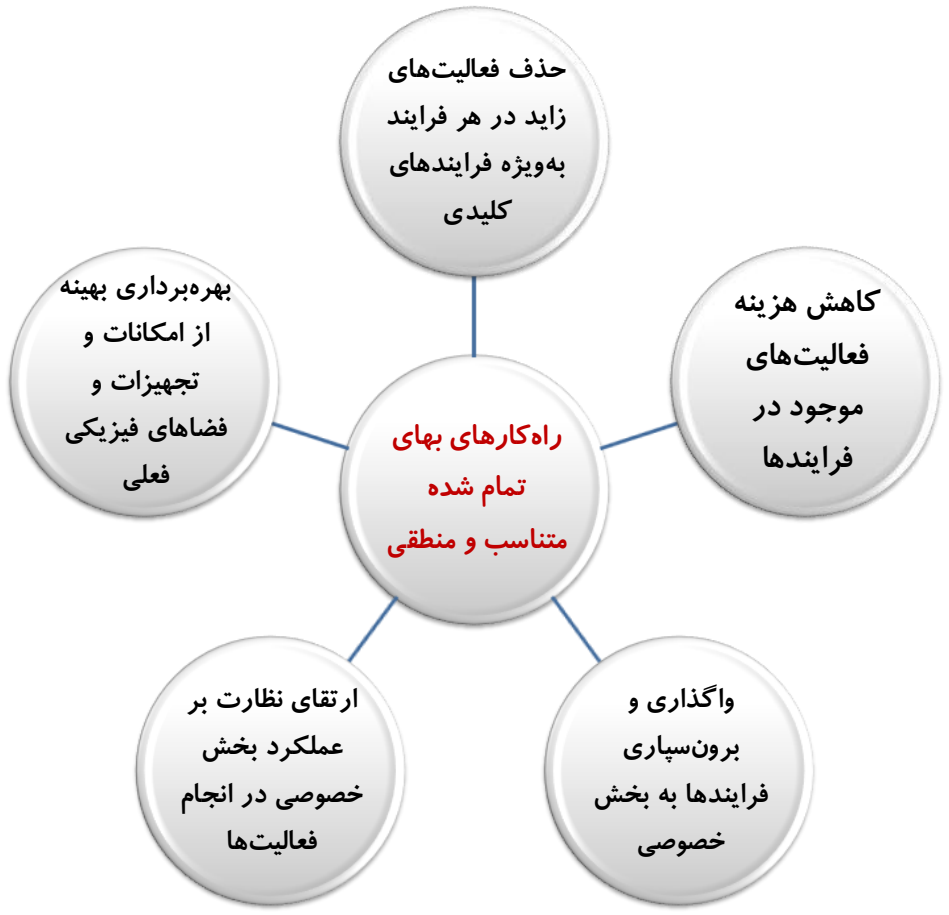 حذف فعالیت‌های
زاید در هر فرایند
به‌ویژه فرایندهای
کلیدی
کاهش هزینه
فعالیت‌های
موجود در
فرایندها
بهره‌برداری بهینه
از امکانات و
تجهیزات و
فضاهای فیزیکی
فعلی
راه‌کارهای بهای
تمام شده
متناسب و منطقی
واگذاری و
برون‌سپاری
فرایندها به بخش
خصوصی
ارتقای نظارت بر
عملکرد بخش
خصوصی در انجام
فعالیت‌ها